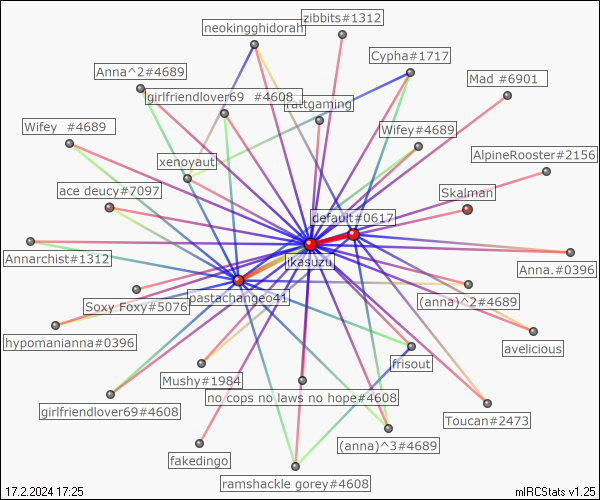 zibbits#1312
neokingghidorah
Cypha#1717
Anna^2#4689
Mad #6901
girlfriendlover69 #4608
rattgaming
Wifey #4689
Wifey#4689
AlpineRooster#2156
xenoyaut
ace deucy#7097
Skalman
default#0617
Annarchist#1312
ikasuzu
Anna.#0396
pastachangeo41
(anna)^2#4689
Soxy Foxy#5076
hypomanianna#0396
avelicious
frisout
Mushy#1984
no cops no laws no hope#4608
girlfriendlover69#4608
Toucan#2473
(anna)^3#4689
fakedingo
ramshackle gorey#4608
17.2.2024 17:25
mIRCStats v1.25